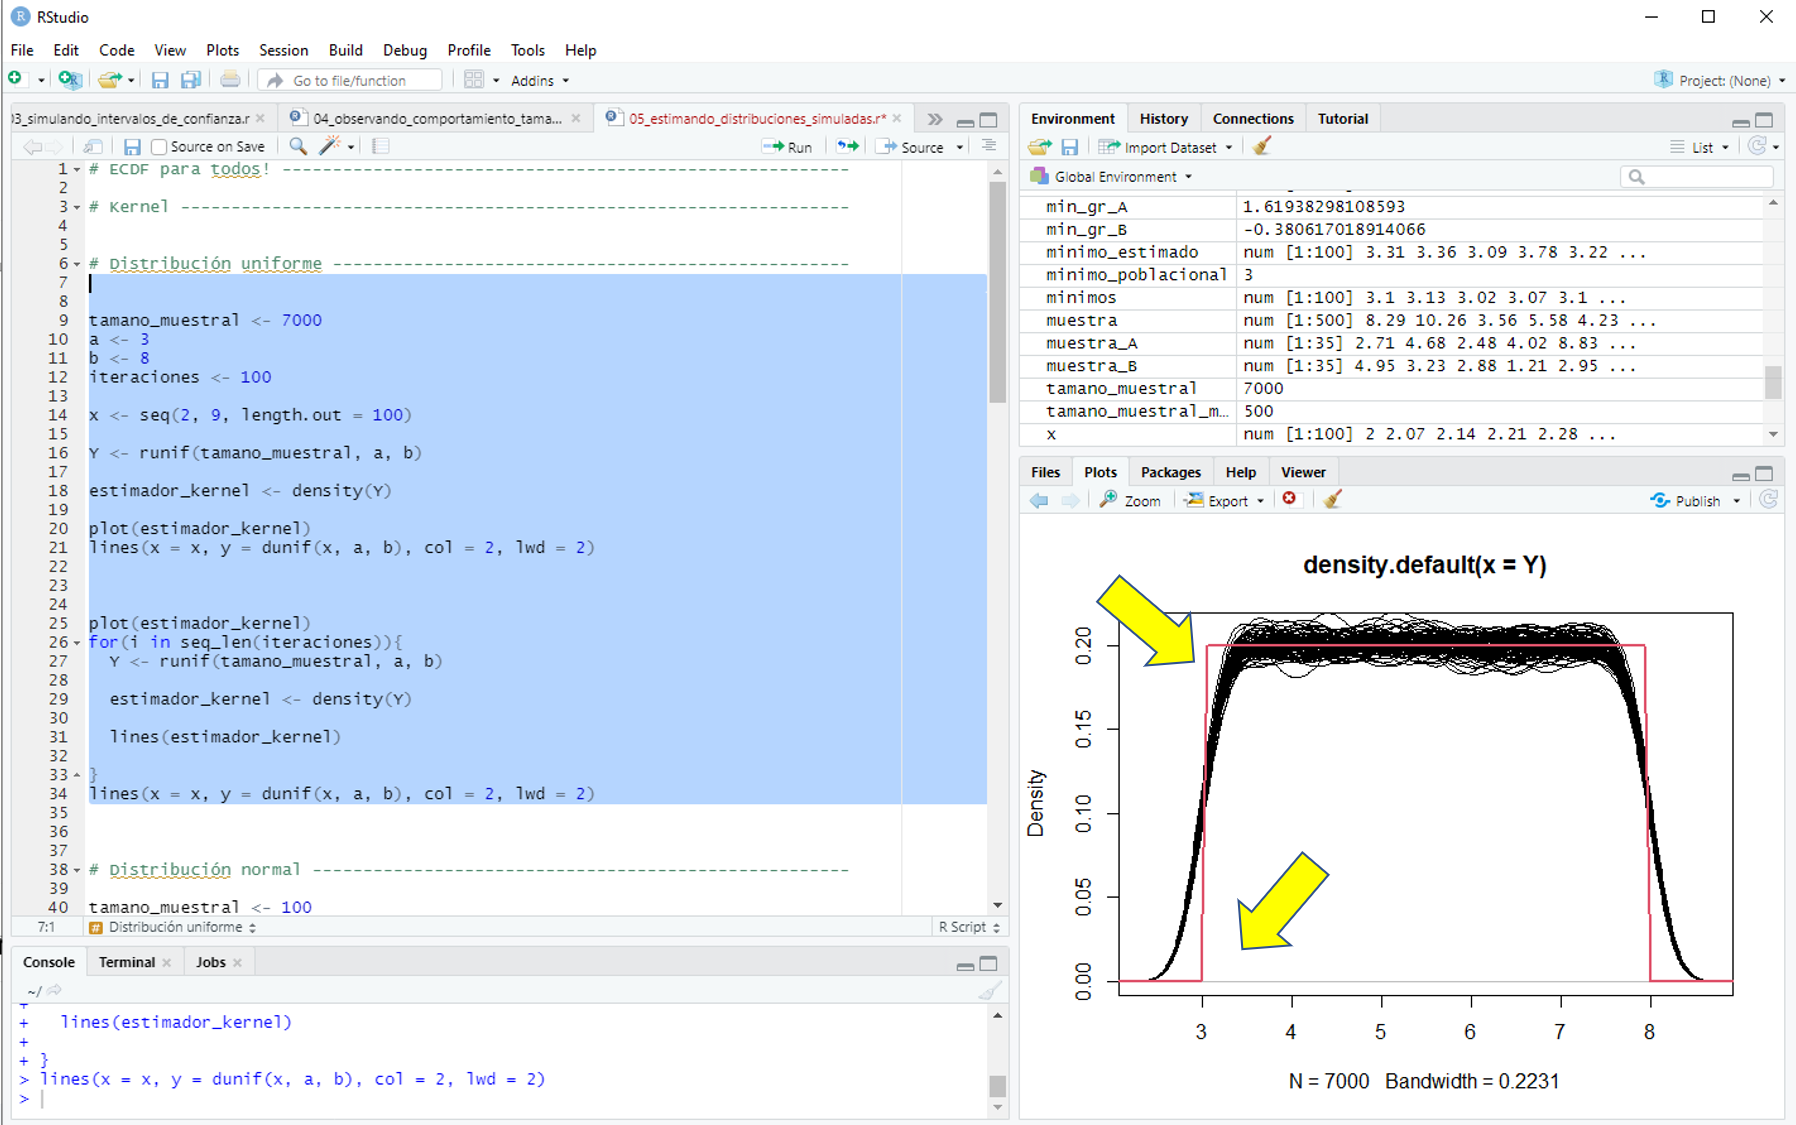 RStudio
File Edit Code View Plots Session Build Debug Profile Tools Help
Go to file/function Addins Project: (None)
03_simulando_intervalos_de_confianza.r 04_observando_comportamiento_tama... 05_estimando_distribuciones_simuladas.r*
Source on Save Run Source
1 # ECDF para todos! --------------------------------------------------------
2
3 # Kernel ------------------------------------------------------------------
4
5
6 # Distribución uniforme ---------------------------------------------------
7
8
9 tamano_muestral <- 7000
10 a <- 3
11 b <- 8
12 iteraciones <- 100
13
14 x <- seq(2, 9, length.out = 100)
15
16 Y <- runif(tamano_muestral, a, b)
17
18 estimador_kernel <- density(Y)
19
20 plot(estimador_kernel)
21 lines(x = x, y = dunif(x, a, b), col = 2, lwd = 2)
22
23
24
25 plot(estimador_kernel)
26 for(i in seq_len(iteraciones)){
27   Y <- runif(tamano_muestral, a, b)
28
29   estimador_kernel <- density(Y)
30
31   lines(estimador_kernel)
32
33 }
34 lines(x = x, y = dunif(x, a, b), col = 2, lwd = 2)
35
36
37
38 # Distribución normal -----------------------------------------------------
39
40 tamano_muestral <- 100
7:1 # Distribución uniforme R Script
Console Terminal Jobs
~/
+
+   lines(estimador_kernel)
+
+ }
> lines(x = x, y = dunif(x, a, b), col = 2, lwd = 2)
>
Environment History Connections Tutorial
Import Dataset List
Global Environment
min_gr_A 1.61938298108593
min_gr_B -0.380617018914066
minimo_estimado num [1:100] 3.31 3.36 3.09 3.78 3.22 ...
minimo_poblacional 3
minimos num [1:100] 3.1 3.13 3.02 3.07 3.1 ...
muestra num [1:500] 8.29 10.26 3.56 5.58 4.23 ...
muestra_A num [1:35] 2.71 4.68 2.48 4.02 8.83 ...
muestra_B num [1:35] 4.95 3.23 2.88 1.21 2.95 ...
tamano_muestral 7000
tamano_muestral_m... 500
x num [1:100] 2 2.07 2.14 2.21 2.28 ...
Files Plots Packages Help Viewer
Zoom Export Publish
density.default(x = Y)
Density
0.20
0.15
0.10
0.05
0.00
3 4 5 6 7 8
N = 7000 Bandwidth = 0.2231